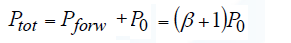 P_tot = P_forw + P_0 = (β+1)P_0